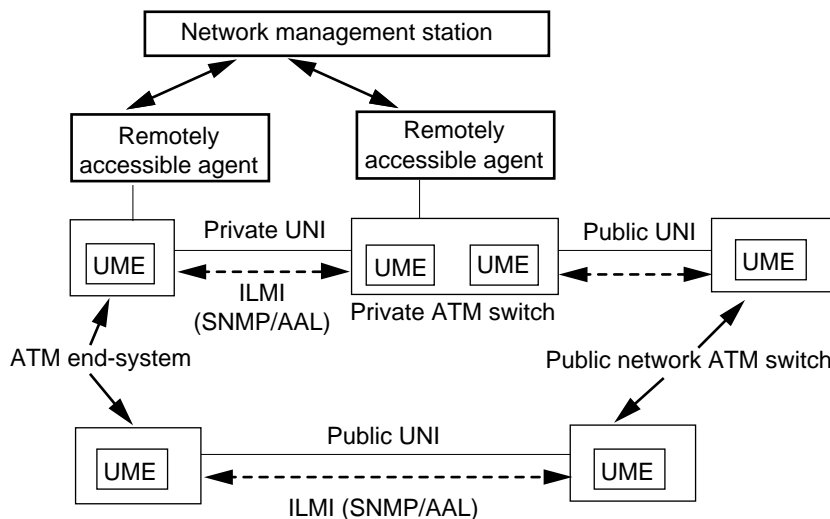 Network management station
Remotely
accessible agent
Remotely
accessible agent
Private UNI
Public UNI
UME
UME
UME
UME
ILMI
(SNMP/AAL)
Private ATM switch
ATM end-system
Public network ATM switch
Public UNI
UME
UME
ILMI (SNMP/AAL)